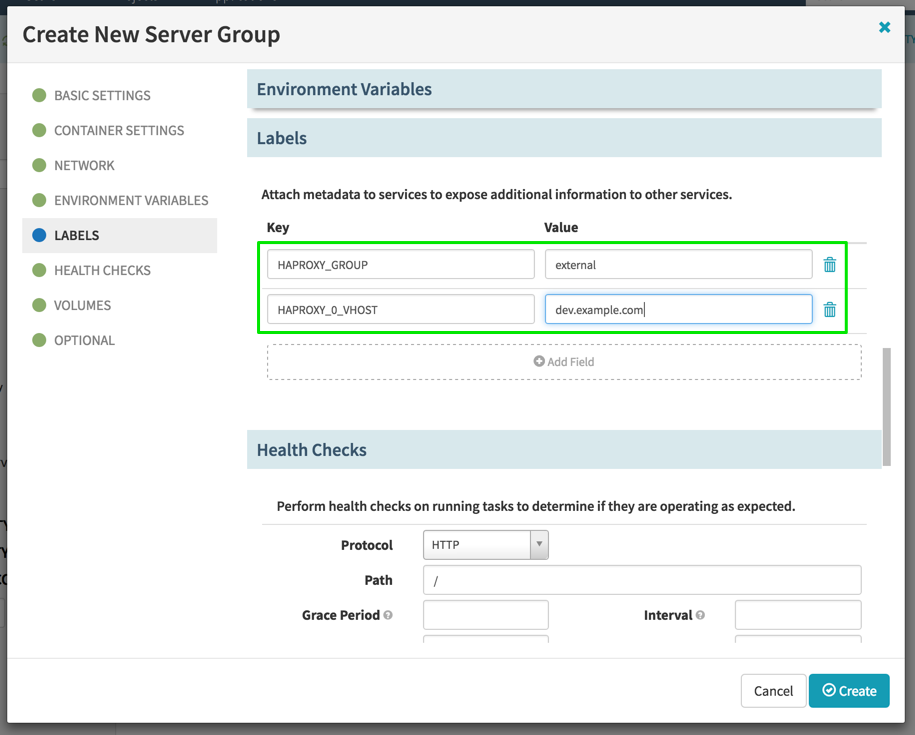 Create New Server Group
BASIC SETTINGS
CONTAINER SETTINGS
NETWORK
ENVIRONMENT VARIABLES
LABELS
HEALTH CHECKS
VOLUMES
OPTIONAL
Environment Variables
Labels
Attach metadata to services to expose additional information to other services.
Key Value
HAPROXY_GROUP external
HAPROXY_0_VHOST dev.example.com
Add Field
Health Checks
Perform health checks on running tasks to determine if they are operating as expected.
Protocol HTTP
Path /
Grace Period Interval
Cancel Create